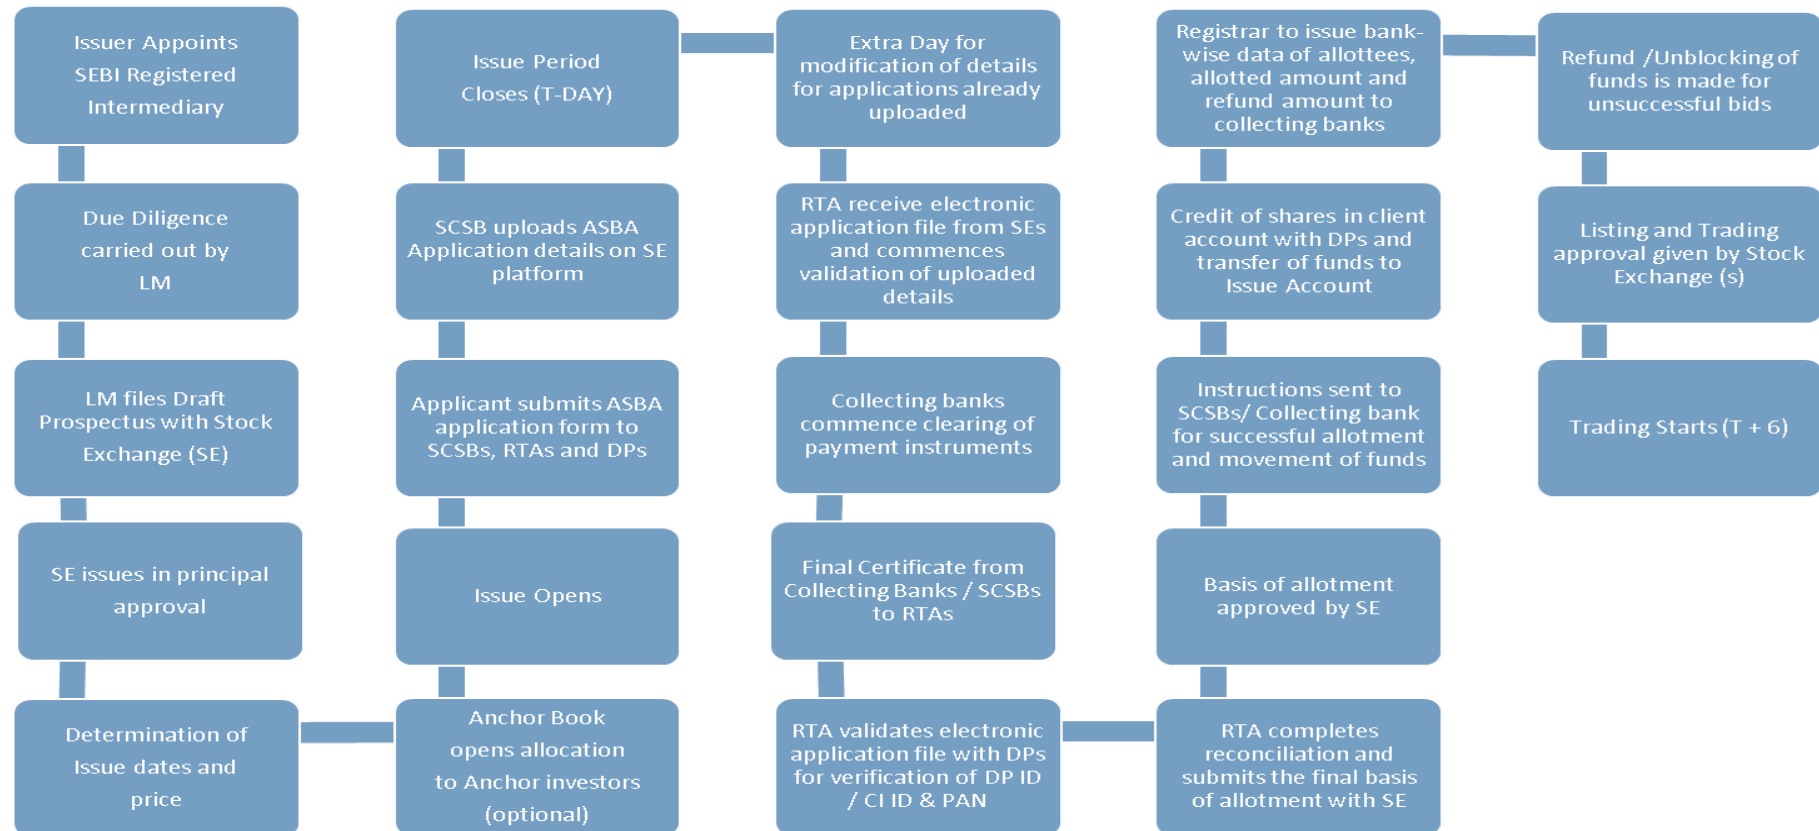 Issuer Appoints
SEBI Registered
Intermediary
Due Diligence
carried out by
LM
LM files Draft
Prospectus with Stock
Exchange (SE)
SE issues in principal
approval
Determination of
Issue dates and
price
Anchor Book
opens allocation
to Anchor investors
(optional)
Issue Opens
Applicant submits ASBA
application form to
SCSBs, RTAs and DPs
SCSB uploads ASBA
Application details on SE
platform
Issue Period
Closes (T-DAY)
Extra Day for
modification of details
for applications already
uploaded
RTA receive electronic
application file from SEs
and commences
validation of uploaded
details
Collecting banks
commence clearing of
payment instruments
Final Certificate from
Collecting Banks / SCSBs
to RTAs
RTA validates electronic
application file with DPs
for verification of DP ID
/ CI ID & PAN
RTA completes
reconciliation and
submits the final basis
of allotment with SE
Basis of allotment
approved by SE
Instructions sent to
SCSBs/ Collecting bank
for successful allotment
and movement of funds
Credit of shares in client
account with DPs and
transfer of funds to
Issue Account
Registrar to issue bank-
wise data of allottees,
allotted amount and
refund amount to
collecting banks
Refund /Unblocking of
funds is made for
unsuccessful bids
Listing and Trading
approval given by Stock
Exchange (s)
Trading Starts (T + 6)